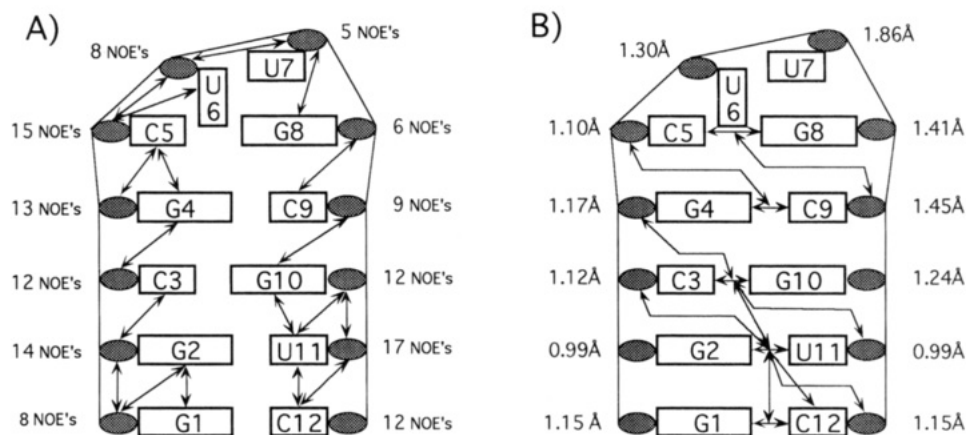 A)
8 NOE's
5 NOE's
U7
U
6
15 NOE's
C5
G8
6 NOE's
13 NOE's
G4
C9
9 NOE's
12 NOE's
C3
G10
12 NOE's
14 NOE's
G2
U11
17 NOE's
8 NOE's
G1
C12
12 NOE's
B)
1.30Å
1.86Å
U7
U
6
1.10Å
C5
G8
1.41Å
1.17Å
G4
C9
1.45Å
1.12Å
C3
G10
1.24Å
0.99Å
G2
U11
0.99Å
1.15 Å
G1
C12
1.15Å